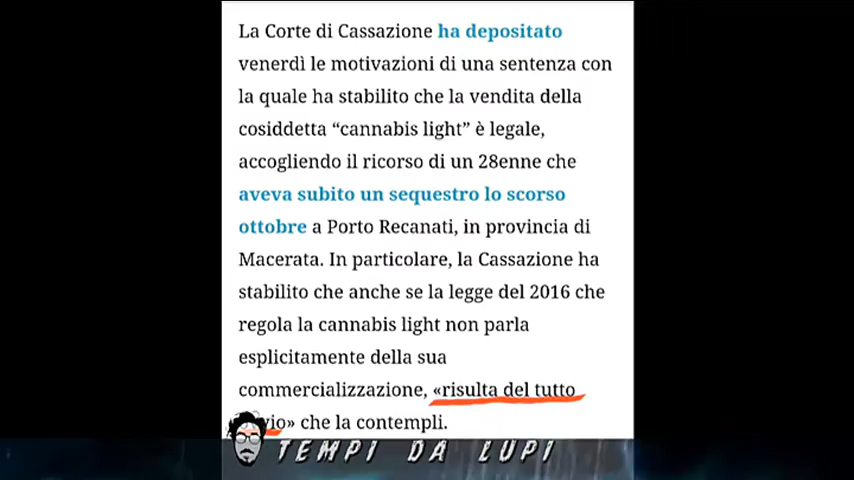 La Corte di Cassazione ha depositato
venerdì le motivazioni di una sentenza con
la quale ha stabilito che la vendita della
cosiddetta “cannabis light” è legale,
accogliendo il ricorso di un 28enne che
aveva subito un sequestro lo scorso
ottobre a Porto Recanati, in provincia di
Macerata. In particolare, la Cassazione ha
stabilito che anche se la legge del 2016 che
regola la cannabis light non parla
esplicitamente della sua
commercializzazione, «risulta del tutto
che la contempli.
TEMPI DA LUPI